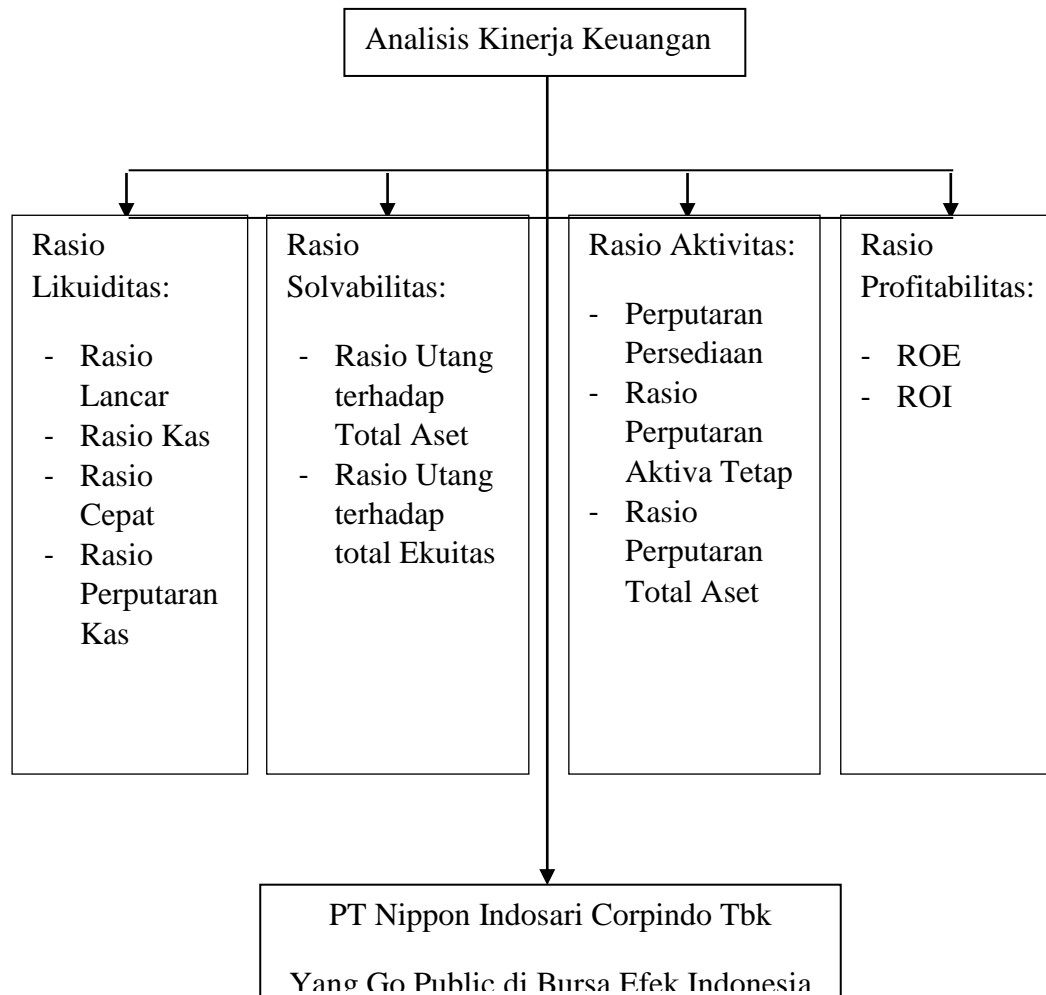 Analisis Kinerja Keuangan
Rasio
Likuiditas:
- Rasio
Lancar
- Rasio Kas
- Rasio
Cepat
- Rasio
Perputaran
Kas
Rasio
Solvabilitas:
- Rasio Utang
terhadap
Total Aset
- Rasio Utang
terhadap
total Ekuitas
Rasio Aktivitas:
- Perputaran
Persediaan
- Rasio
Perputaran
Aktiva Tetap
- Rasio
Perputaran
Total Aset
Rasio
Profitabilitas:
- ROE
- ROI
PT Nippon Indosari Corpindo Tbk
Yang Go Public di Bursa Efek Indonesia